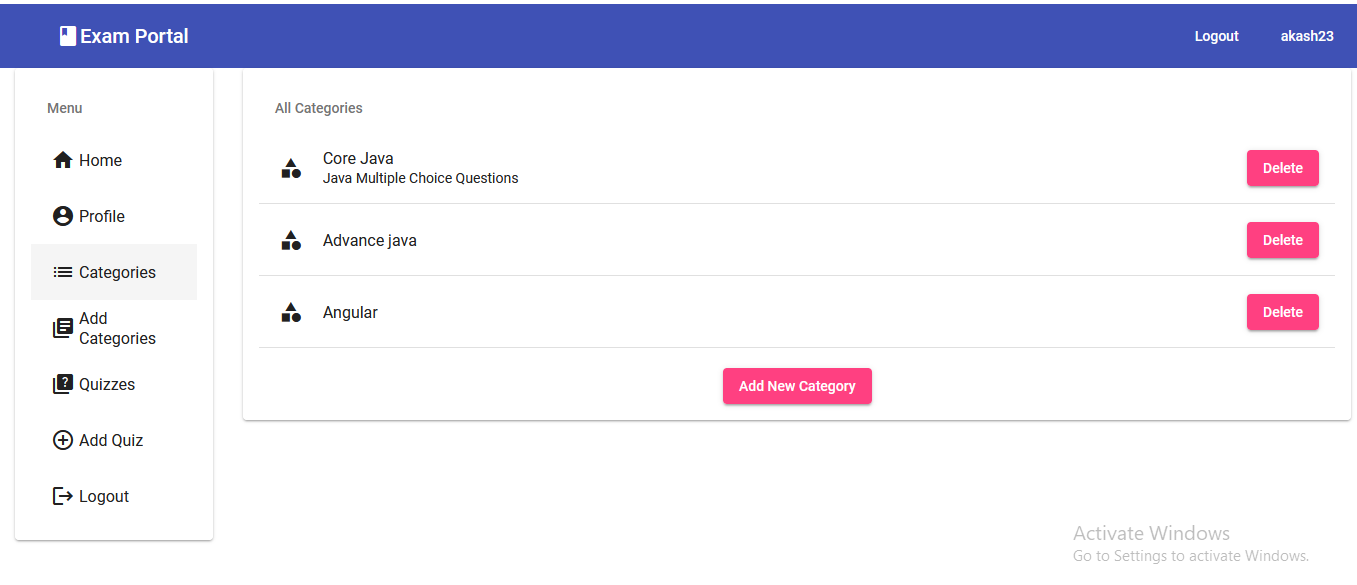 Exam Portal
Logout
akash23
Menu
Home
Profile
Categories
Add
Categories
Quizzes
Add Quiz
Logout
All Categories
Core Java
Java Multiple Choice Questions
Delete
Advance java
Delete
Angular
Delete
Add New Category
Activate Windows
Go to Settings to activate Windows.